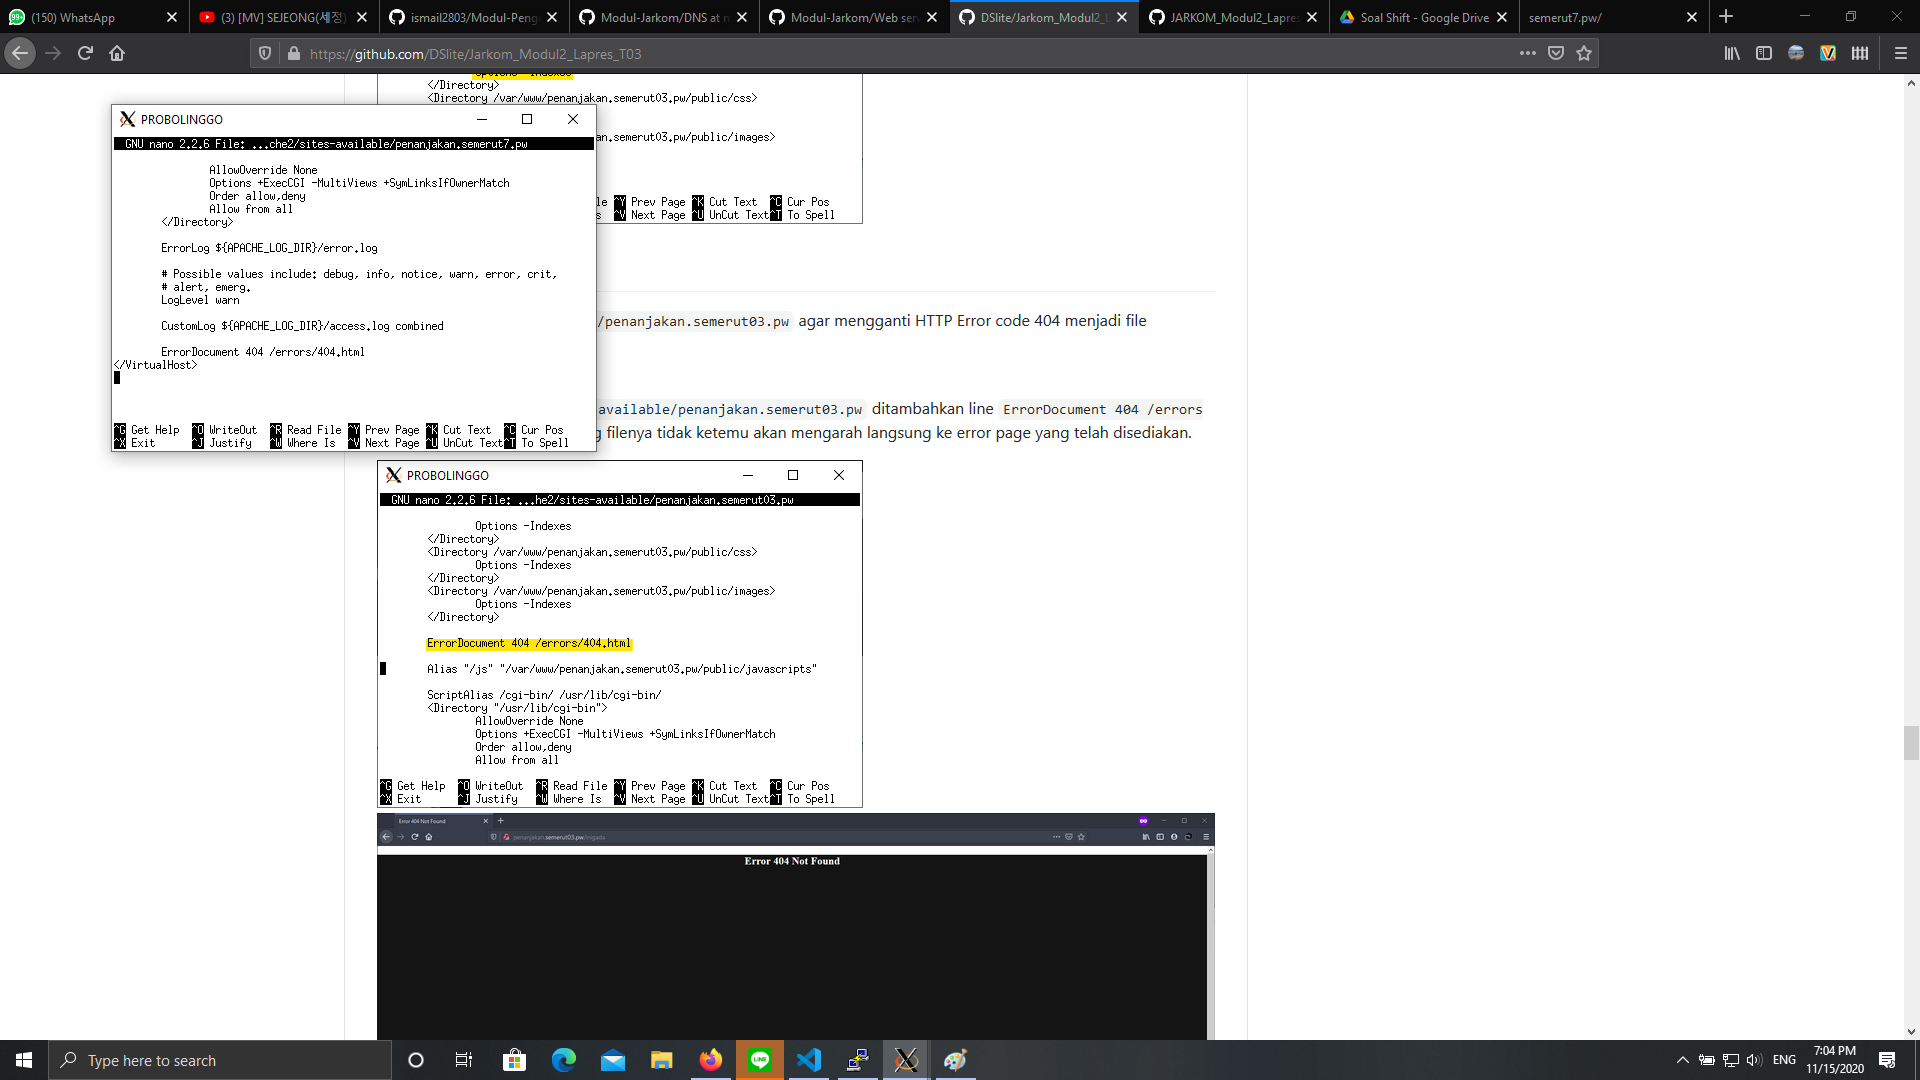 (150) WhatsApp
(3) [MV] SEJEONG(세정)
ismail2803/Modul-Peng
Modul-Jarkom/DNS at m
Modul-Jarkom/Web serv
DSlite/Jarkom_Modul2_L
JARKOM_Modul2_Lapres
Soal Shift - Google Drive
semerut7.pw/
https://github.com/DSlite/Jarkom_Modul2_Lapres_T03
Options -Indexes
</Directory>
<Directory /var/www/penanjakan.semerut03.pw/public/css>
an.semerut03.pw/public/images>
le ^Y Prev Page ^K Cut Text ^C Cur Pos
s ^V Next Page ^U UnCut Text^T To Spell
PROBOLINGGO
GNU nano 2.2.6 File: ...che2/sites-available/penanjakan.semerut7.pw
AllowOverride None
Options +ExecCGI -MultiViews +SymLinksIfOwnerMatch
Order allow,deny
Allow from all
</Directory>
ErrorLog ${APACHE_LOG_DIR}/error.log
# Possible values include: debug, info, notice, warn, error, crit,
# alert, emerg.
LogLevel warn
CustomLog ${APACHE_LOG_DIR}/access.log combined
ErrorDocument 404 /errors/404.html
</VirtualHost>
^G Get Help ^O WriteOut ^R Read File ^Y Prev Page ^K Cut Text ^C Cur Pos
^X Exit ^J Justify ^W Where Is ^V Next Page ^U UnCut Text^T To Spell
/penanjakan.semerut03.pw agar mengganti HTTP Error code 404 menjadi file
available/penanjakan.semerut03.pw ditambahkan line ErrorDocument 404 /errors
g filenya tidak ketemu akan mengarah langsung ke error page yang telah disediakan.
PROBOLINGGO
GNU nano 2.2.6 File: ...he2/sites-available/penanjakan.semerut03.pw
Options -Indexes
</Directory>
<Directory /var/www/penanjakan.semerut03.pw/public/css>
Options -Indexes
</Directory>
<Directory /var/www/penanjakan.semerut03.pw/public/images>
Options -Indexes
</Directory>
ErrorDocument 404 /errors/404.html
Alias "/js" "/var/www/penanjakan.semerut03.pw/public/javascripts"
ScriptAlias /cgi-bin/ /usr/lib/cgi-bin/
<Directory "/usr/lib/cgi-bin">
AllowOverride None
Options +ExecCGI -MultiViews +SymLinksIfOwnerMatch
Order allow,deny
Allow from all
^G Get Help ^O WriteOut ^R Read File ^Y Prev Page ^K Cut Text ^C Cur Pos
^X Exit ^J Justify ^W Where Is ^V Next Page ^U UnCut Text^T To Spell
Error 404 Not Found
penanjakan.semerut03.pw/inigada
Error 404 Not Found
Type here to search
LINE
ENG
7:04 PM
11/15/2020